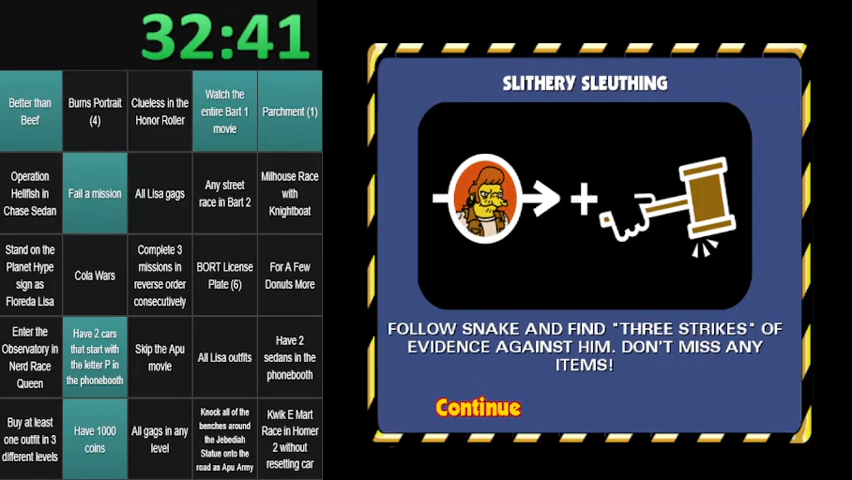 32:41
Better than
Beef
Burns Portrait
(4)
Clueless in the
Honor Roller
Watch the
entire Bart 1
movie
Parchment (1)
Operation
Hellfish in
Chase Sedan
Fail a mission
All Lisa gags
Any street
race in Bart 2
Milhouse Race
with
Knightboat
Stand on the
Planet Hype
sign as
Floreda Lisa
Cola Wars
Complete 3
missions in
reverse order
consecutively
BORT License
Plate (6)
For A Few
Donuts More
Enter the
Observatory in
Nerd Race
Queen
Have 2 cars
that start with
the letter P in
the phonebooth
Skip the Apu
movie
All Lisa outfits
Have 2
sedans in the
phonebooth
Buy at least
one outfit in 3
different levels
Have 1000
coins
All gags in any
level
Knock all of the
benches around
the Jebediah
Statue onto the
road as Apu Army
Kwik E Mart
Race in Homer
2 without
resetting car
SLITHERY SLEUTHING
FOLLOW SNAKE AND FIND "THREE STRIKES" OF
EVIDENCE AGAINST HIM. DON'T MISS ANY
ITEMS!
Continue